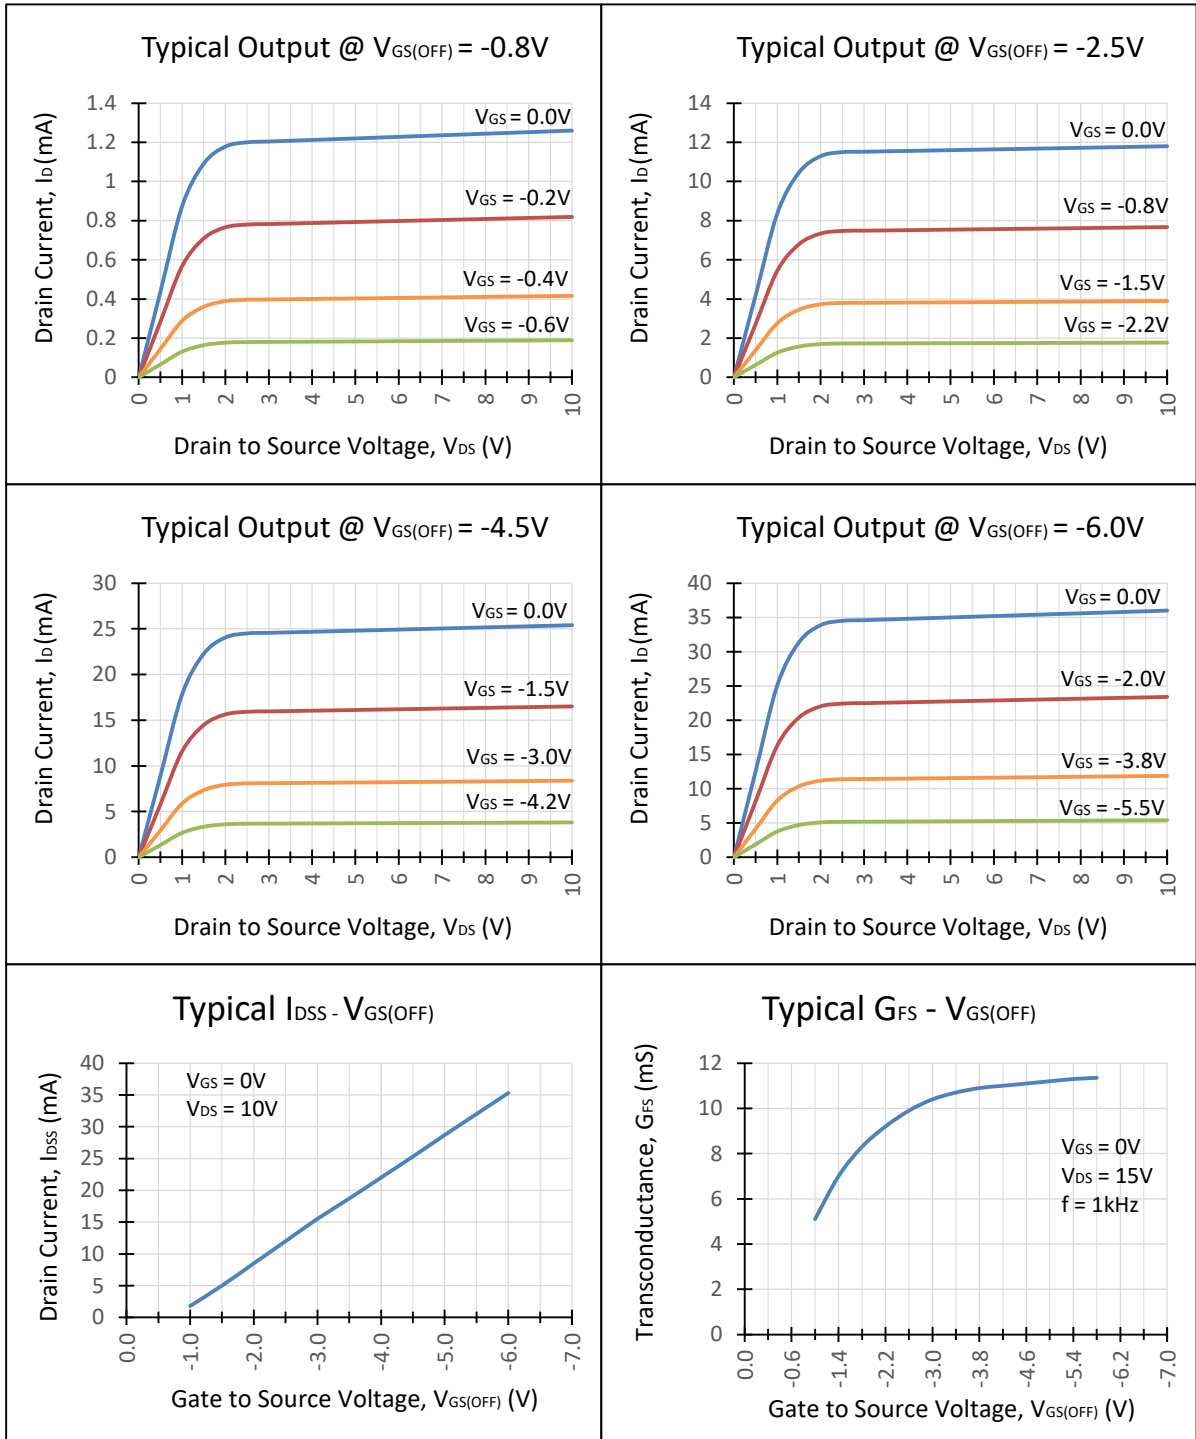 Typical Output @ VGS(OFF) = -0.8V
Drain Current, ID(mA)
1.4
1.2
1
0.8
0.6
0.4
0.2
0
VGS = 0.0V
VGS = -0.2V
VGS = -0.4V
VGS = -0.6V
0 1 2 3 4 5 6 7 8 9 10
Drain to Source Voltage, VDS (V)
Typical Output @ VGS(OFF) = -2.5V
Drain Current, ID(mA)
14
12
10
8
6
4
2
0
VGS = 0.0V
VGS = -0.8V
VGS = -1.5V
VGS = -2.2V
0 1 2 3 4 5 6 7 8 9 10
Drain to Source Voltage, VDS (V)
Typical Output @ VGS(OFF) = -4.5V
Drain Current, ID(mA)
30
25
20
15
10
5
0
VGS = 0.0V
VGS = -1.5V
VGS = -3.0V
VGS = -4.2V
0 1 2 3 4 5 6 7 8 9 10
Drain to Source Voltage, VDS (V)
Typical Output @ VGS(OFF) = -6.0V
Drain Current, ID(mA)
40
35
30
25
20
15
10
5
0
VGS = 0.0V
VGS = -2.0V
VGS = -3.8V
VGS = -5.5V
0 1 2 3 4 5 6 7 8 9 10
Drain to Source Voltage, VDS (V)
Typical IDSS - VGS(OFF)
Drain Current, IDSS (mA)
40
35
30
25
20
15
10
5
0
VGS = 0V
VDS = 10V
0.0 -1.0 -2.0 -3.0 -4.0 -5.0 -6.0 -7.0
Gate to Source Voltage, VGS(OFF) (V)
Typical GFS - VGS(OFF)
Transconductance, GFS (mS)
12
10
8
6
4
2
0
VGS = 0V
VDS = 15V
f = 1kHz
0.0 -0.6 -1.4 -2.2 -3.0 -3.8 -4.6 -5.4 -6.2 -7.0
Gate to Source Voltage, VGS(OFF) (V)